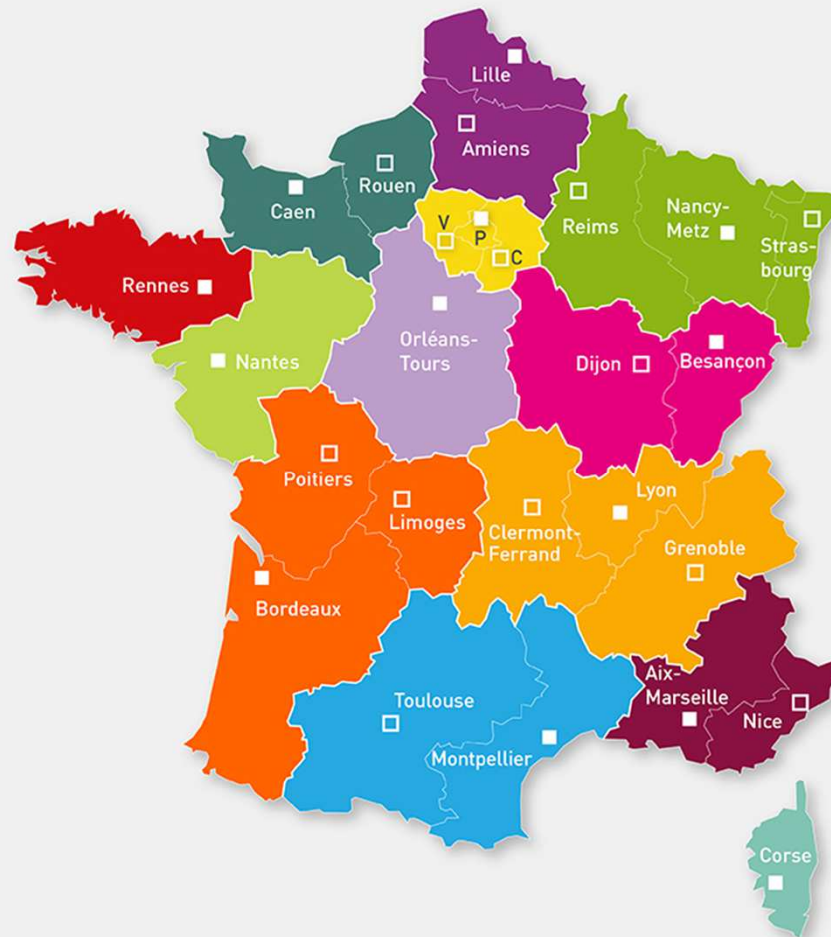 Lille
Amiens
Rouen
Caen
V
P
C
Reims
Nancy-
Metz
Stras-
bourg
Rennes
Nantes
Orléans-
Tours
Dijon
Besançon
Poitiers
Limoges
Clermont-
Ferrand
Lyon
Grenoble
Bordeaux
Toulouse
Montpellier
Aix-
Marseille
Nice
Corse